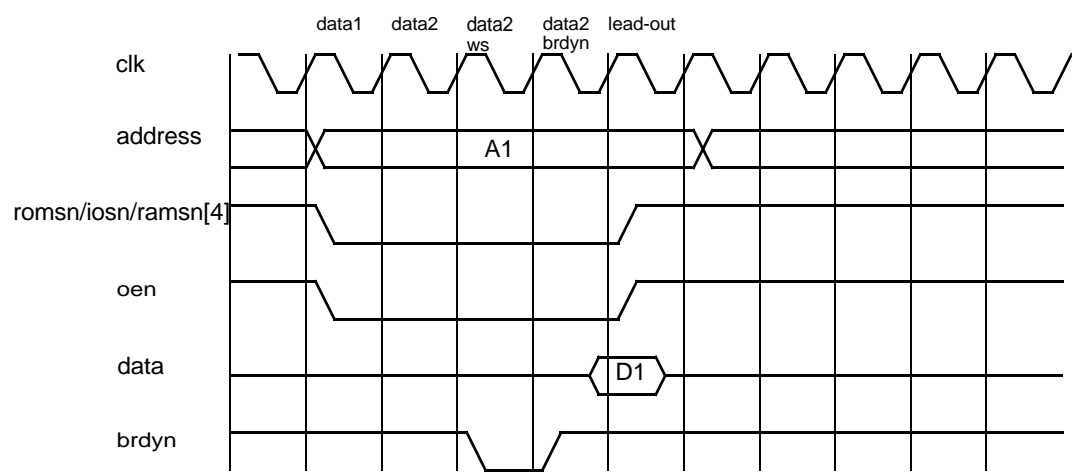 data1 data2 data2 data2 lead-out
ws brdyn
clk
address
A1
romsn/iosn/ramsn[4]
oen
data
D1
brdyn